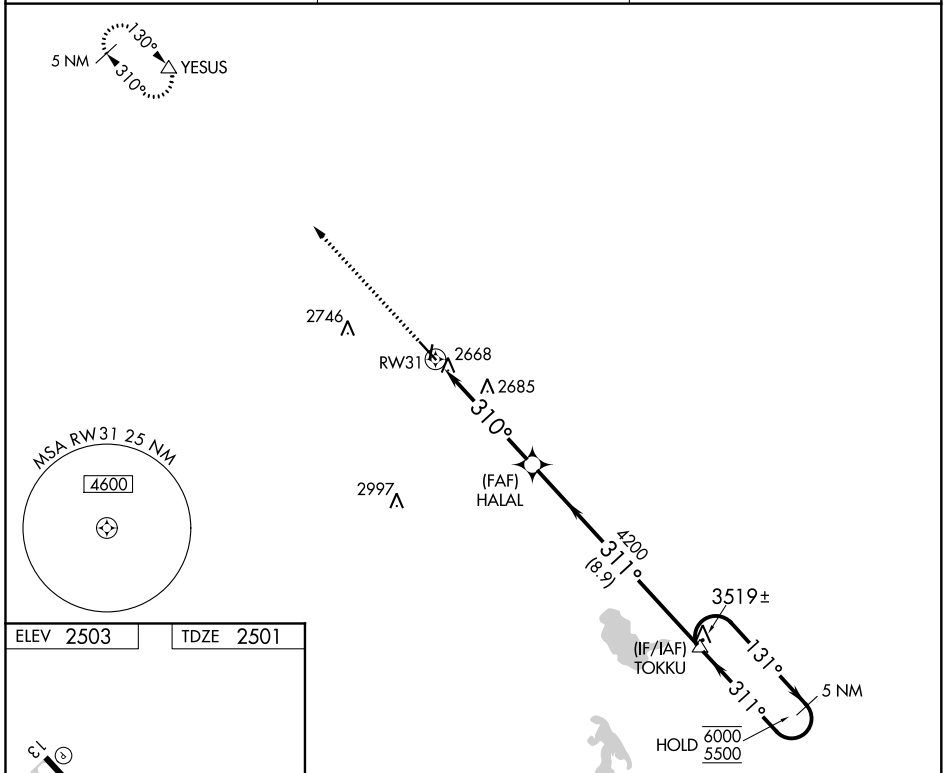 130°
5 NM
310°
YESUS
2746
RW31
2668
2685
310°
MSA RW31 25 NM
4600
2997
(FAF)
HALAL
4200
311°
(8.9)
3519±
ELEV 2503
TDZE 2501
(IF/IAF)
TOKKU
131°
311°
5 NM
HOLD 6000
5500
13
P